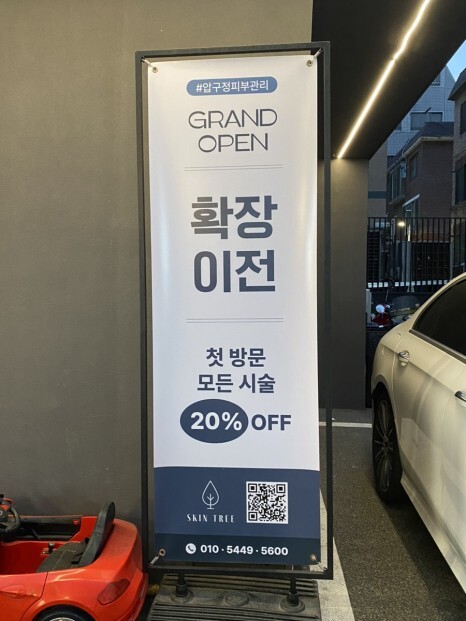 #압구정피부관리
GRAND
OPEN
확장
이전
첫 방문
모든 시술
20% OFF
SKIN TREE
010·5449·5600